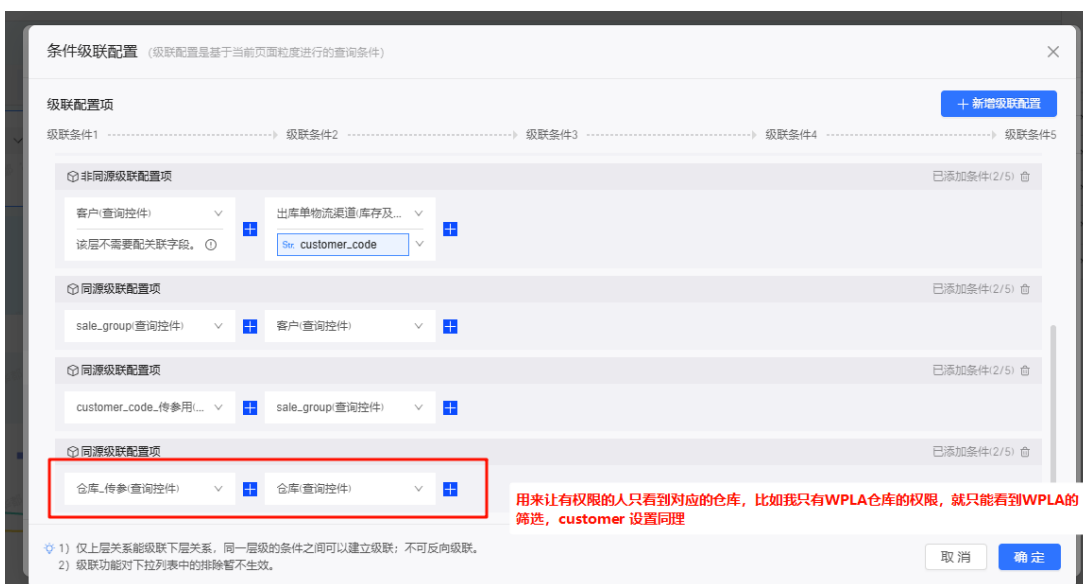 条件级联配置 (级联配置是基于当前页面粒度进行的查询条件)
级联配置项
新增级联配置
级联条件1 级联条件2 级联条件3 级联条件4 级联条件5
非同源级联配置项 已添加条件(2/5)
客户(查询控件) 出库单物流渠道(库存及...
该层不需要配关联字段。 Str. customer_code
同源级联配置项 已添加条件(2/5)
sale_group(查询控件) 客户(查询控件)
同源级联配置项 已添加条件(2/5)
customer_code_传参用(... sale_group(查询控件)
同源级联配置项 已添加条件(2/5)
仓库_传参(查询控件) 仓库(查询控件)
用来让有权限的人只看到对应的仓库，比如我只有WPLA仓库的权限，就只能看到WPLA的
筛选，customer 设置同理
1) 仅上层关系能级联下层关系，同一层级的条件之间可以建立级联；不可反向级联。
2) 级联功能对下拉列表中的排除暂不生效。
取消 确定